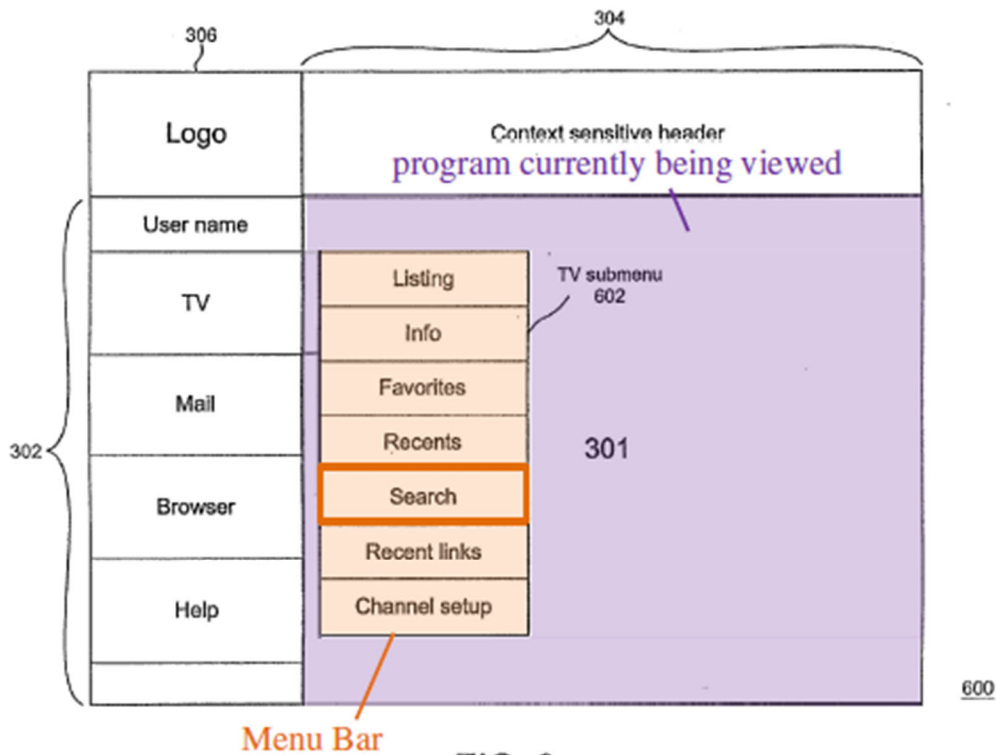 306
304
Logo
Context sensitive header
program currently being viewed
User name
TV
Mail
Browser
Help
302
Listing
Info
Favorites
Recents
Search
Recent links
Channel setup
TV submenu
602
301
600
Menu Bar